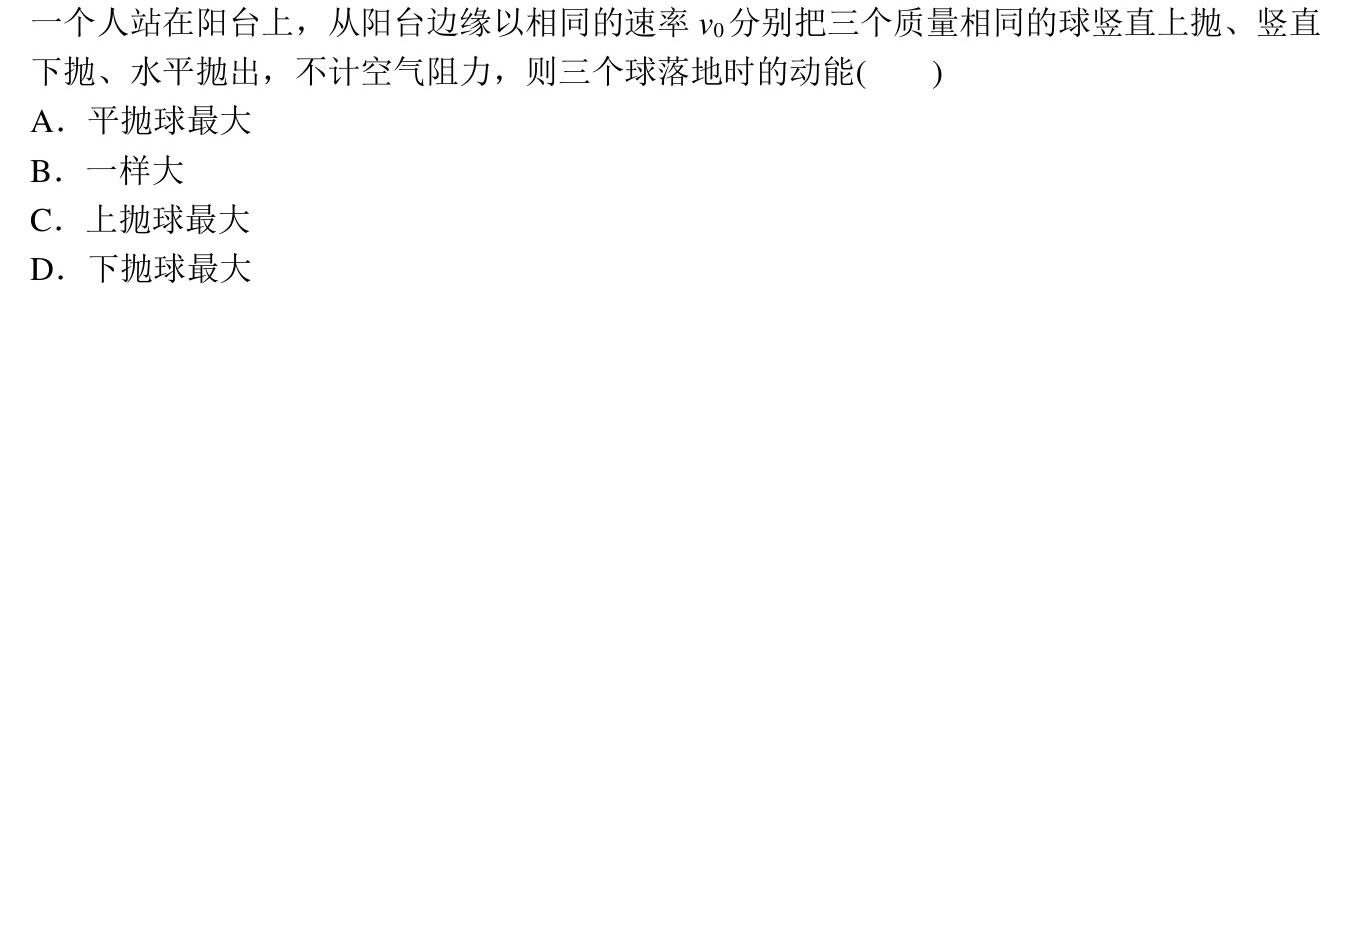 一个人站在阳台上，从阳台边缘以相同的速率 v₀分别把三个质量相同的球竖直上抛、竖直
下抛、水平抛出，不计空气阻力，则三个球落地时的动能(　　)
A．平抛球最大
B．一样大
C．上抛球最大
D．下抛球最大